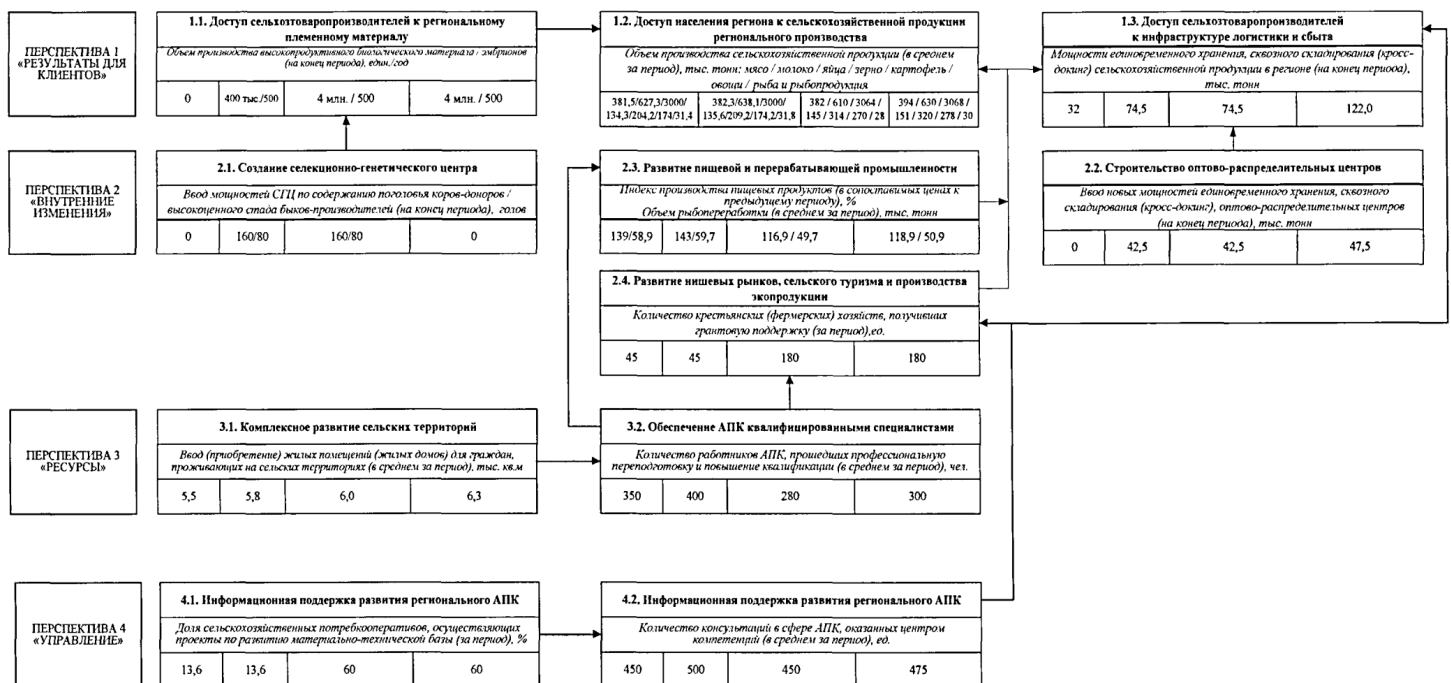 ПЕРСПЕКТИВА 1
«РЕЗУЛЬТАТЫ ДЛЯ
КЛИЕНТОВ»
1.1. Доступ сельхозтоваропроизводителей к региональному
племенному материалу
Объем производства высокопродуктивного биологического материала / эмбрионов
(на конец периода), един./год
0
400 тыс./500
4 млн. / 500
4 млн. / 500
1.2. Доступ населения региона к сельскохозяйственной продукции
регионального производства
Объем производства сельскохозяйственной продукции (в среднем
за период), тыс. тонн: мясо / молоко / яйца / зерно / картофель /
овощи / рыба и рыбопродукция
381,5/627,3/3000/
134,3/204,2/174/31,4
382,3/638,1/3000/
135,6/209,2/174,2/31,8
382 / 610 / 3064 /
145 / 314 / 270 / 28
394 / 630 / 3068 /
151 / 320 / 278 / 30
1.3. Доступ сельхозтоваропроизводителей
к инфраструктуре логистики и сбыта
Мощности единовременного хранения, сквозного складирования (кросс-
докинг) сельскохозяйственной продукции в регионе (на конец периода),
тыс. тонн
32
74,5
74,5
122,0
ПЕРСПЕКТИВА 2
«ВНУТРЕННИЕ
ИЗМЕНЕНИЯ»
2.1. Создание селекционно-генетического центра
Ввод мощностей СГЦ по содержанию поголовья коров-доноров /
высокоценного стада быков-производителей (на конец периода), голов
0
160/80
160/80
0
2.3. Развитие пищевой и перерабатывающей промышленности
Индекс производства пищевых продуктов (в сопоставимых ценах к
предыдущему периоду), %
Объем рыбопереработки (в среднем за период), тыс. тонн
139/58,9
143/59,7
116,9 / 49,7
118,9 / 50,9
2.2. Строительство оптово-распределительных центров
Ввод новых мощностей единовременного хранения, сквозного
складирования (кросс-докинг), оптово-распределительных центров
(на конец периода), тыс. тонн
0
42,5
42,5
47,5
2.4. Развитие нишевых рынков, сельского туризма и производства
экопродукции
Количество крестьянских (фермерских) хозяйств, получивших
грантовую поддержку (за период),ед.
45
45
180
180
ПЕРСПЕКТИВА 3
«РЕСУРСЫ»
3.1. Комплексное развитие сельских территорий
Ввод (приобретение) жилых помещений (жилых домов) для граждан,
проживающих на сельских территориях (в среднем за период), тыс. кв.м
5,5
5,8
6,0
6,3
3.2. Обеспечение АПК квалифицированными специалистами
Количество работников АПК, прошедших профессиональную
переподготовку и повышение квалификации (в среднем за период), чел.
350
400
280
300
ПЕРСПЕКТИВА 4
«УПРАВЛЕНИЕ»
4.1. Информационная поддержка развития регионального АПК
Доля сельскохозяйственных потребкооперативов, осуществляющих
проекты по развитию материально-технической базы (за период), %
13,6
13,6
60
60
4.2. Информационная поддержка развития регионального АПК
Количество консультаций в сфере АПК, оказанных центром
компетенций (в среднем за период), ед.
450
500
450
475